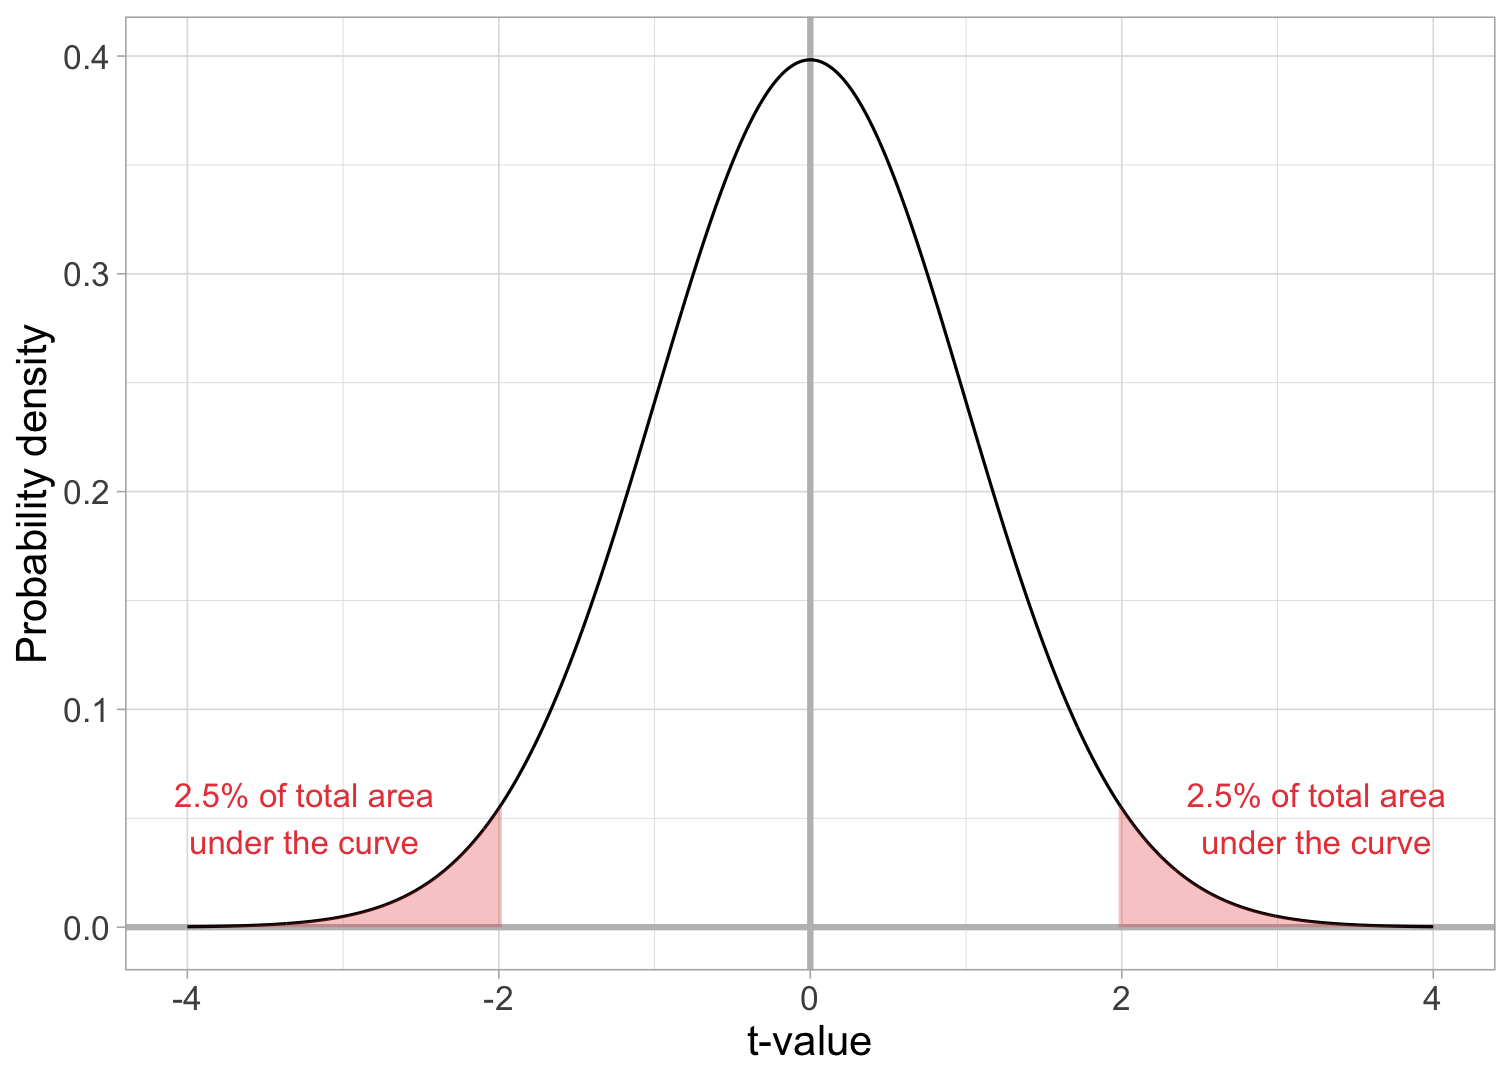 0.4
0.3
0.2
0.1
0.0
Probability density
2.5% of total area
under the curve
2.5% of total area
under the curve
-4
-2
0
2
4
t-value